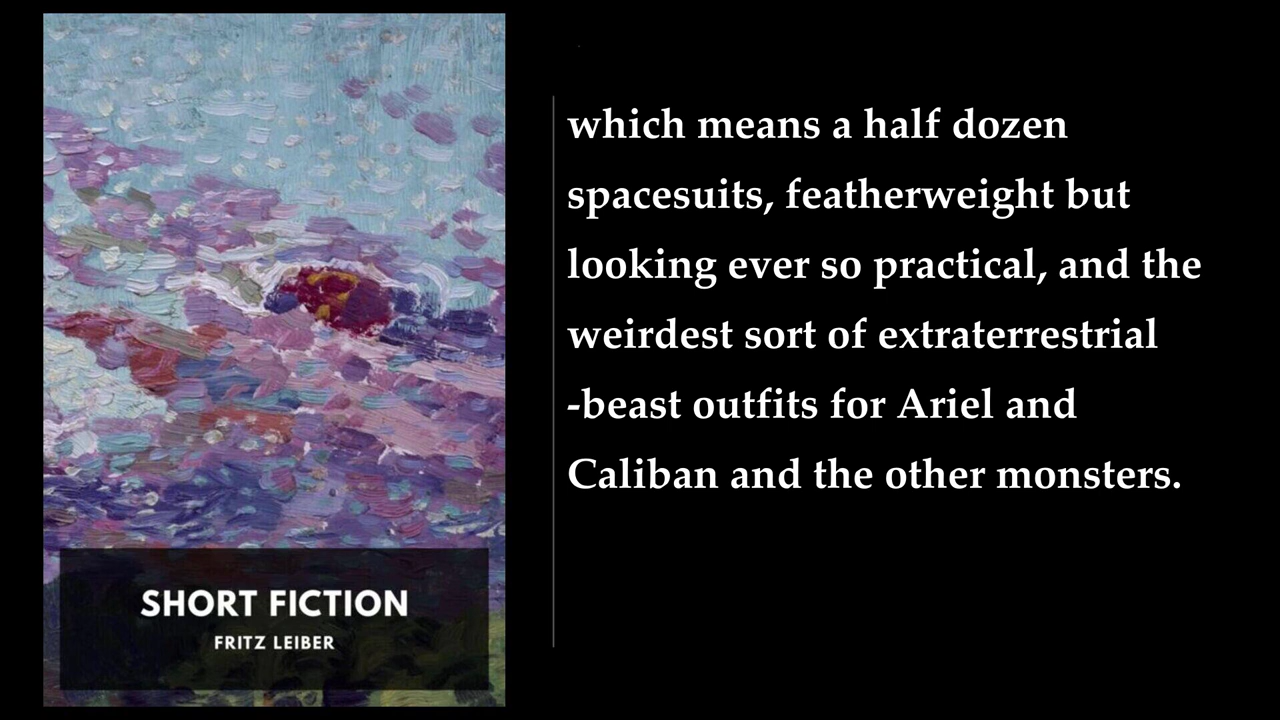 SHORT FICTION
FRITZ LEIBER
which means a half dozen
spacesuits, featherweight but
looking ever so practical, and the
weirdest sort of extraterrestrial
-beast outfits for Ariel and
Caliban and the other monsters.